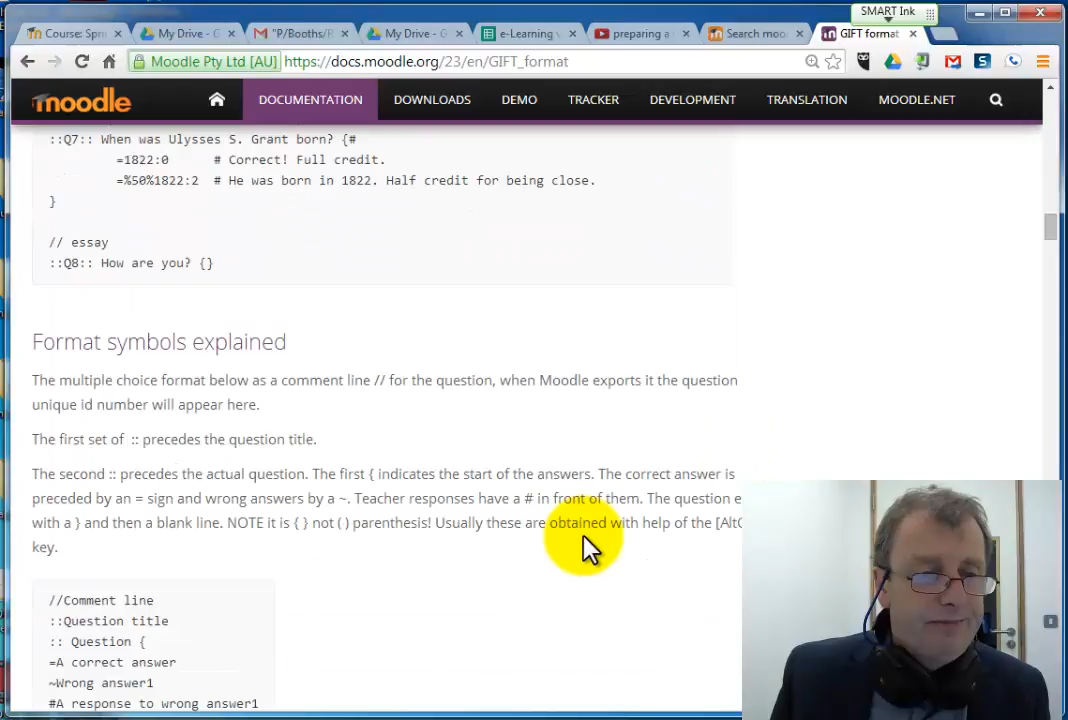 SMART Ink
Course: Spri
My Drive - G
"P/Booths/R
My Drive - G
e-Learning v
preparing a
Search moo
GIFT format
Moodle Pty Ltd [AU]
https://docs.moodle.org/23/en/GIFT_format
moodle
DOCUMENTATION
DOWNLOADS
DEMO
TRACKER
DEVELOPMENT
TRANSLATION
MOODLE.NET
::Q7:: When was Ulysses S. Grant born? {#
=1822:0 # Correct! Full credit.
=%50%1822:2 # He was born in 1822. Half credit for being close.
}
// essay
::Q8:: How are you? {}
Format symbols explained
The multiple choice format below as a comment line // for the question, when Moodle exports it the question
unique id number will appear here.
The first set of :: precedes the question title.
The second :: precedes the actual question. The first { indicates the start of the answers. The correct answer is
preceded by an = sign and wrong answers by a ~. Teacher responses have a # in front of them. The question e
with a } and then a blank line. NOTE it is { } not ( ) parenthesis! Usually these are obtained with help of the [AltG
key.
//Comment line
::Question title
:: Question {
=A correct answer
~Wrong answer1
#A response to wrong answer1